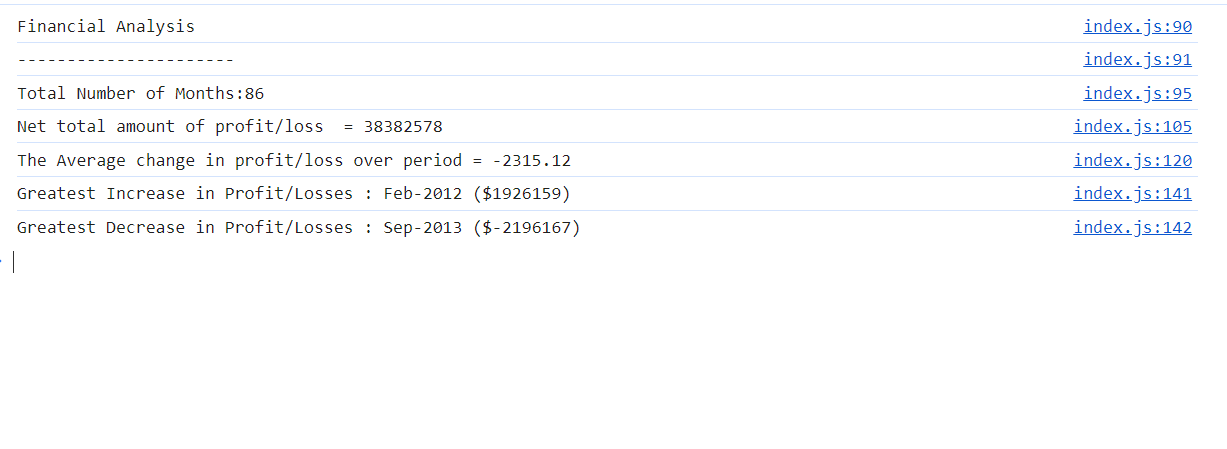 Financial Analysis index.js:90
---------------------- index.js:91
Total Number of Months:86 index.js:95
Net total amount of profit/loss  = 38382578 index.js:105
The Average change in profit/loss over period = -2315.12 index.js:120
Greatest Increase in Profit/Losses : Feb-2012 ($1926159) index.js:141
Greatest Decrease in Profit/Losses : Sep-2013 ($-2196167) index.js:142